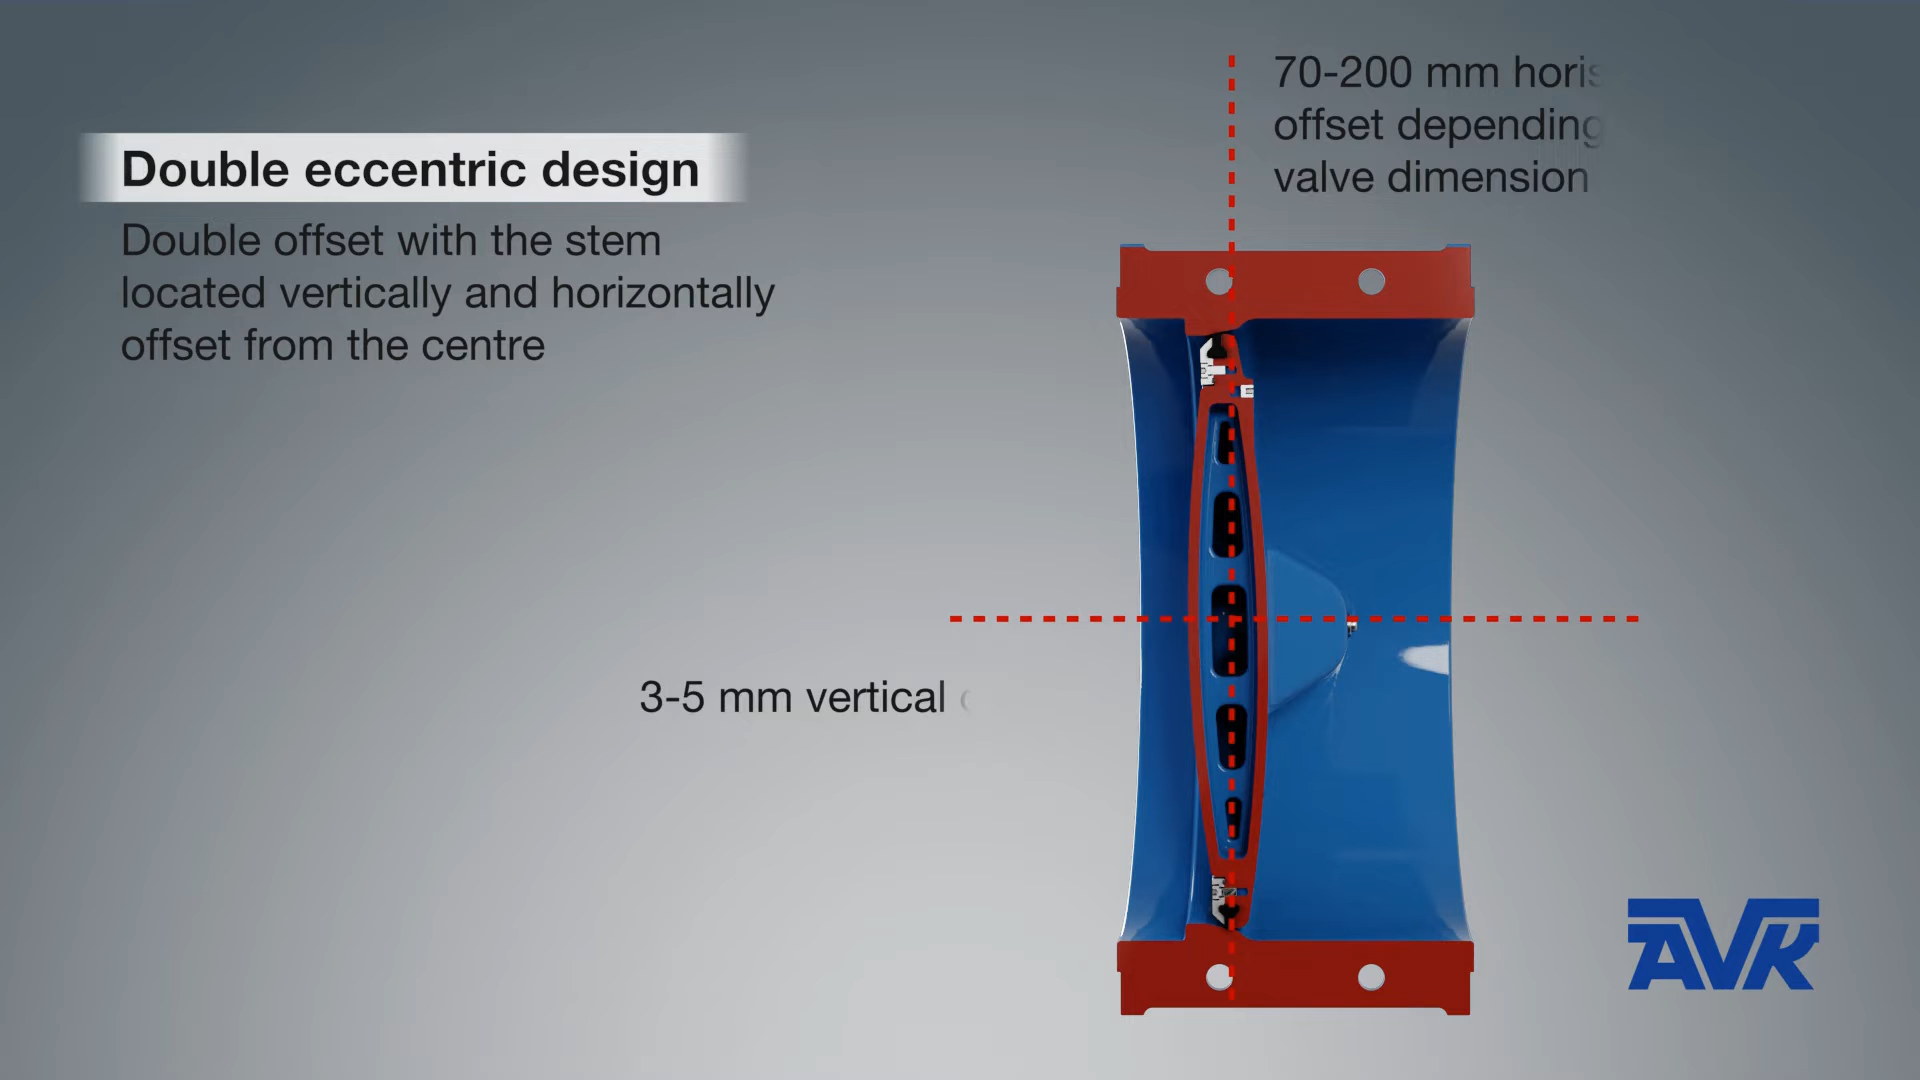 Double eccentric design
Double offset with the stem
located vertically and horizontally
offset from the centre
70-200 mm
offset depending
valve dimension
3-5 mm vertical
AVK